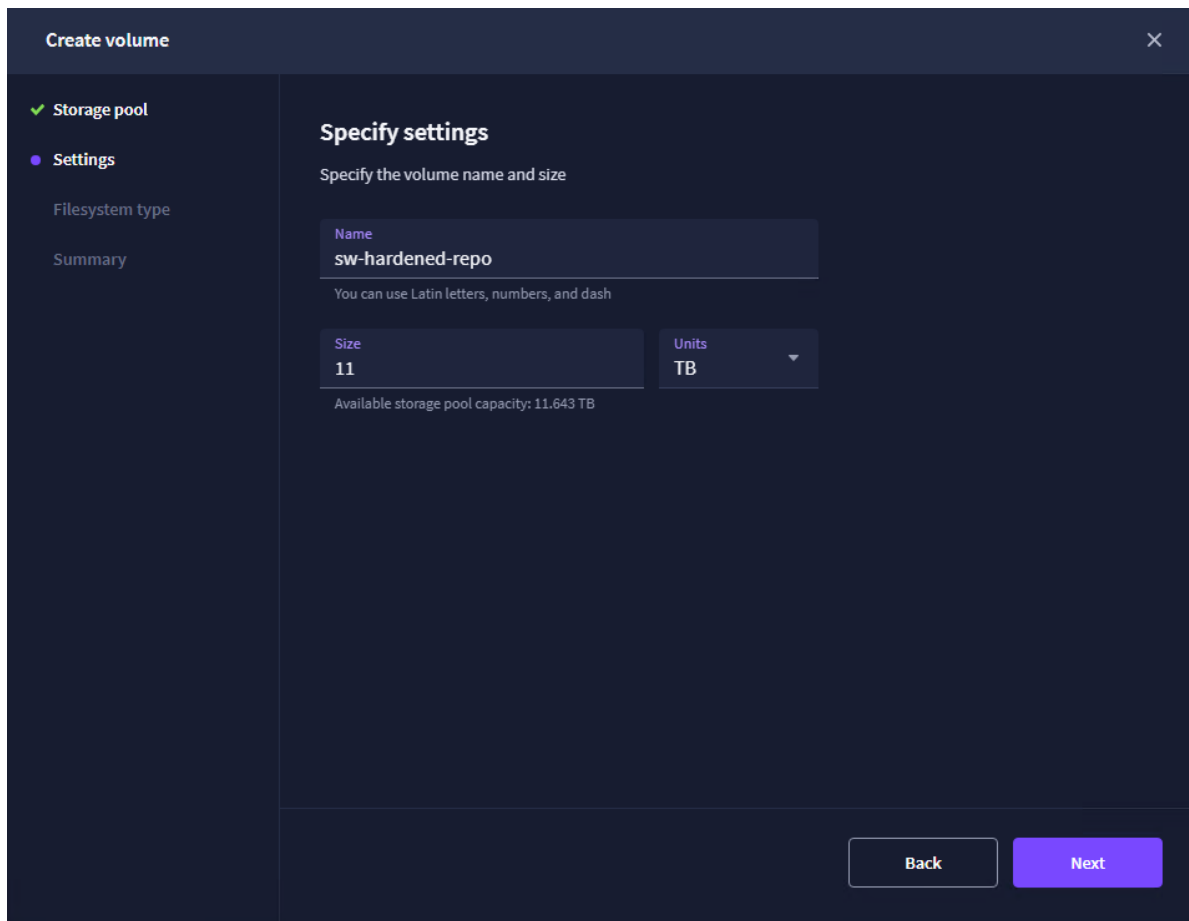 Create volume
Storage pool
Settings
Filesystem type
Summary
Specify settings
Specify the volume name and size
Name
sw-hardened-repo
You can use Latin letters, numbers, and dash
Size
11
Units
TB
Available storage pool capacity: 11.643 TB
Back
Next